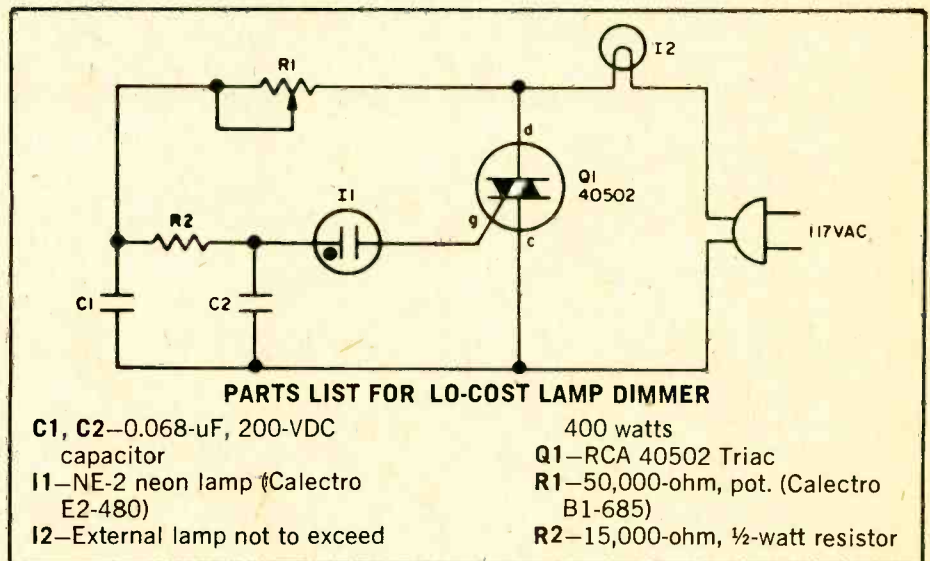 R1
I2
d
Q1
40502
I1
g
R2
c
117VAC
C1
C2
PARTS LIST FOR LO-COST LAMP DIMMER
C1, C2–0.068-uF, 200-VDC
capacitor
I1–NE-2 neon lamp (Calectro
E2-480)
I2–External lamp not to exceed
400 watts
Q1–RCA 40502 Triac
R1–50,000-ohm, pot. (Calectro
B1-685)
R2–15,000-ohm, ½-watt resistor